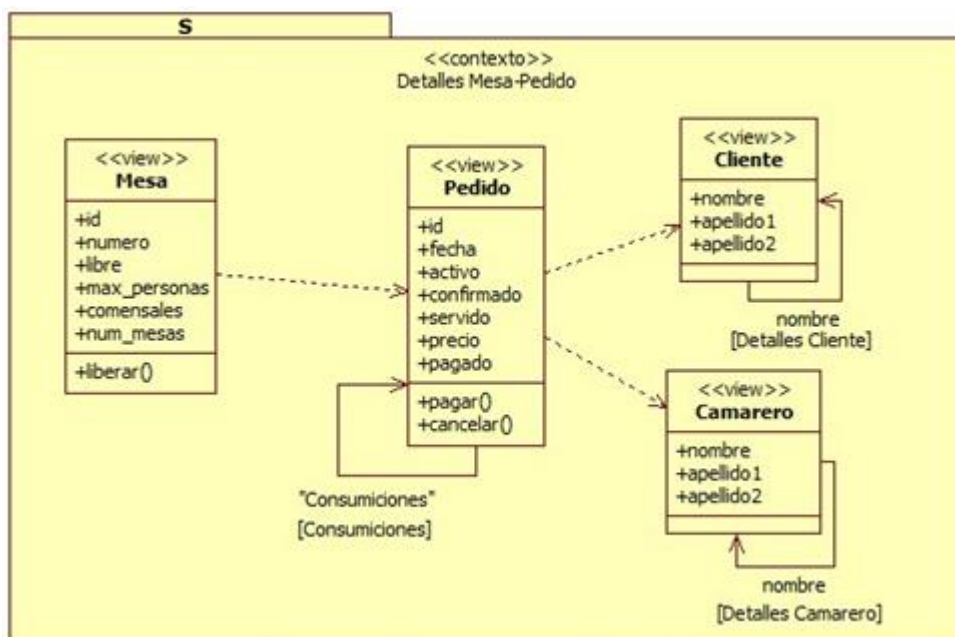 S
<<contexto>>
Detalles Mesa-Pedido
<<view>>
Mesa
+id
+numero
+libre
+max_personas
+comensales
+num_mesas
+liberar()
<<view>>
Pedido
+id
+fecha
+activo
+confirmado
+servido
+precio
+pagado
+pagar()
+cancelar()
"Consumiciones"
[Consumiciones]
<<view>>
Cliente
+nombre
+apellido1
+apellido2
nombre
[Detalles Cliente]
<<view>>
Camarero
+nombre
+apellido1
+apellido2
nombre
[Detalles Camarero]